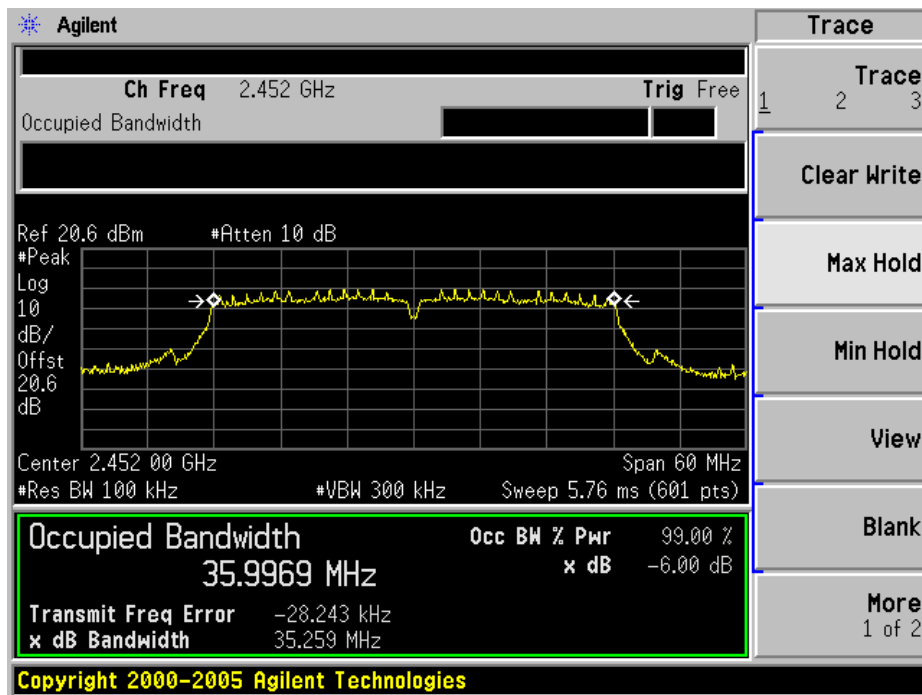 Agilent
Trace
Ch Freq 2.452 GHz Trig Free
Occupied Bandwidth
Trace
1 2 3
Clear Write
Max Hold
Min Hold
View
Blank
More
1 of 2
Ref 20.6 dBm #Atten 10 dB
#Peak
Log
10
dB/
Offst
20.6
dB
Center 2.452 00 GHz Span 60 MHz
#Res BW 100 kHz #VBW 300 kHz Sweep 5.76 ms (601 pts)
Occupied Bandwidth Occ BW % Pwr 99.00 %
35.9969 MHz x dB -6.00 dB
Transmit Freq Error -28.243 kHz
x dB Bandwidth 35.259 MHz
Copyright 2000-2005 Agilent Technologies